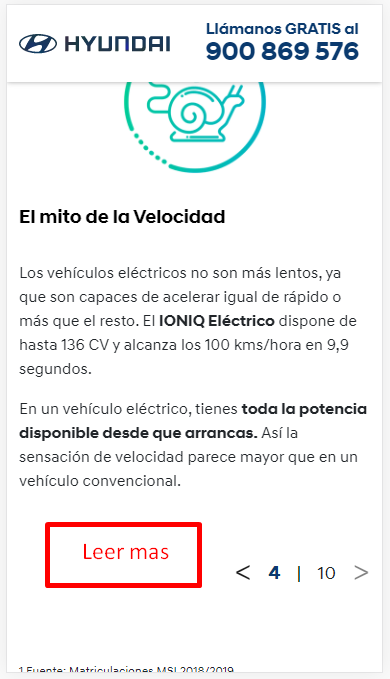 HYUNDAI
Llámanos GRATIS al
900 869 576
El mito de la Velocidad
Los vehículos eléctricos no son más lentos, ya
que son capaces de acelerar igual de rápido o
más que el resto. El IONIQ Eléctrico dispone de
hasta 136 CV y alcanza los 100 kms/hora en 9,9
segundos.
En un vehículo eléctrico, tienes toda la potencia
disponible desde que arrancas. Así la
sensación de velocidad parece mayor que en un
vehículo convencional.
Leer mas
< 4 | 10 >
1 Fuente: Matriculaciones MSI 2018/2019